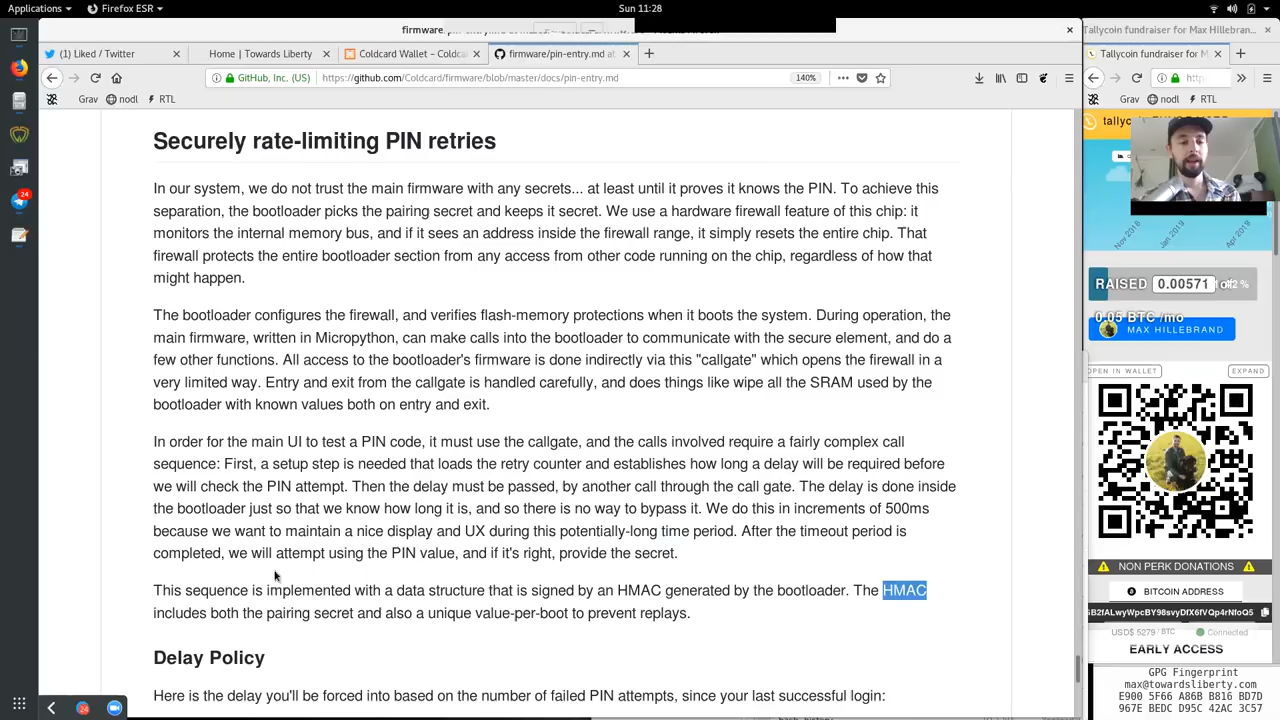 Applications
Firefox ESR
Sun 11:28
firmware
Tallycoin fundraiser for Max Hillebran...
(1) Liked / Twitter
Home | Towards Liberty
Coldcard Wallet – Coldca
firmware/pin-entry.md at
Tallycoin fundraiser for M
GitHub, Inc. (US)
https://github.com/Coldcard/firmware/blob/master/docs/pin-entry.md
140%
Grav
nodl
RTL
Grav
nodl
RTL
Securely rate-limiting PIN retries
In our system, we do not trust the main firmware with any secrets... at least until it proves it knows the PIN. To achieve this
separation, the bootloader picks the pairing secret and keeps it secret. We use a hardware firewall feature of this chip: it
monitors the internal memory bus, and if it sees an address inside the firewall range, it simply resets the entire chip. That
firewall protects the entire bootloader section from any access from other code running on the chip, regardless of how that
might happen.
The bootloader configures the firewall, and verifies flash-memory protections when it boots the system. During operation, the
main firmware, written in Micropython, can make calls into the bootloader to communicate with the secure element, and do a
few other functions. All access to the bootloader's firmware is done indirectly via this "callgate" which opens the firewall in a
very limited way. Entry and exit from the callgate is handled carefully, and does things like wipe all the SRAM used by the
bootloader with known values both on entry and exit.
In order for the main UI to test a PIN code, it must use the callgate, and the calls involved require a fairly complex call
sequence: First, a setup step is needed that loads the retry counter and establishes how long a delay will be required before
we will check the PIN attempt. Then the delay must be passed, by another call through the call gate. The delay is done inside
the bootloader just so that we know how long it is, and so there is no way to bypass it. We do this in increments of 500ms
because we want to maintain a nice display and UX during this potentially-long time period. After the timeout period is
completed, we will attempt using the PIN value, and if it's right, provide the secret.
This sequence is implemented with a data structure that is signed by an HMAC generated by the bootloader. The HMAC
includes both the pairing secret and also a unique value-per-boot to prevent replays.
Delay Policy
Here is the delay you'll be forced into based on the number of failed PIN attempts, since your last successful login:
24
24
tallyc
Nov 2018
Jan 2019
Apr 2019
RAISED 0.00571 of
0.05 BTC /mo
MAX HILLEBRAND
OPEN IN WALLET
EXPAND
NON PERK DONATIONS
BITCOIN ADDRESS
GB2fALwyWpcBY98svyDfX6fVQp4rNfoQ5
USD$ 5279 / BTC
Connected
EARLY ACCESS
GPG Fingerprint
max@towardsliberty.com
E900 5F66 A86B B816 BD7D
967E BEDC D95C 42AC 3C57